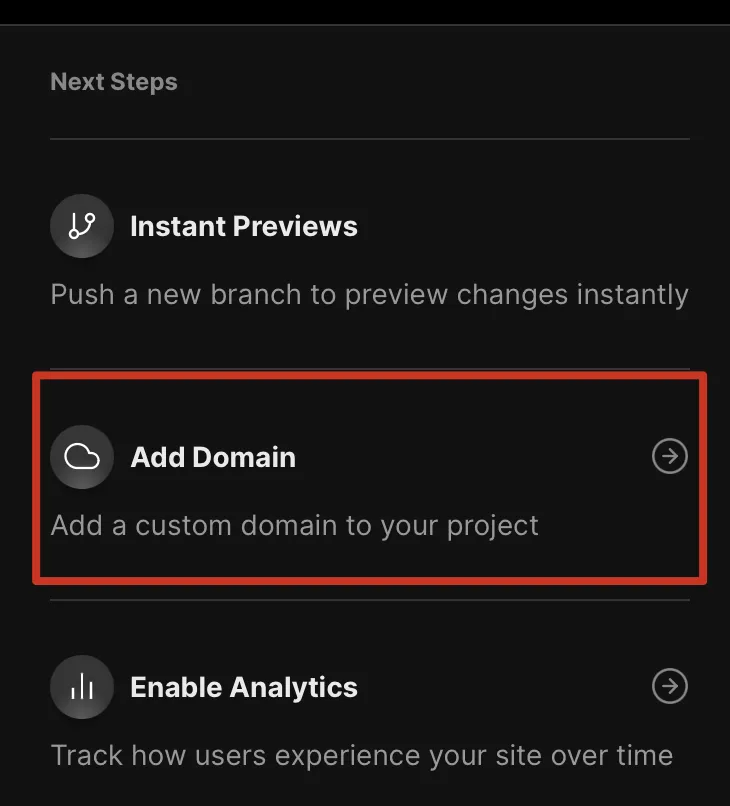 Next Steps
Instant Previews
Push a new branch to preview changes instantly
Add Domain
Add a custom domain to your project
Enable Analytics
Track how users experience your site over time